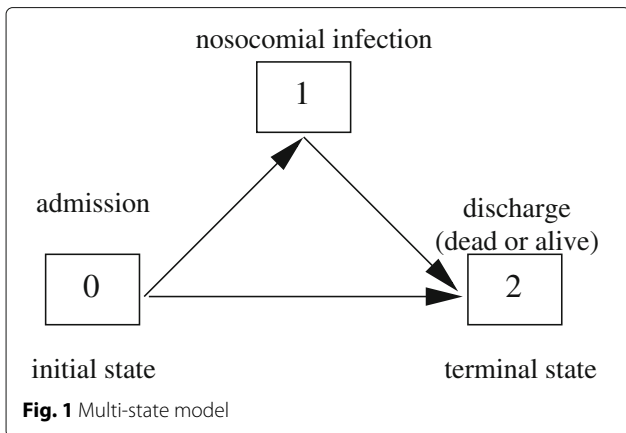 nosocomial infection
1
admission
discharge
(dead or alive)
0
2
initial state
terminal state
Fig. 1 Multi-state model